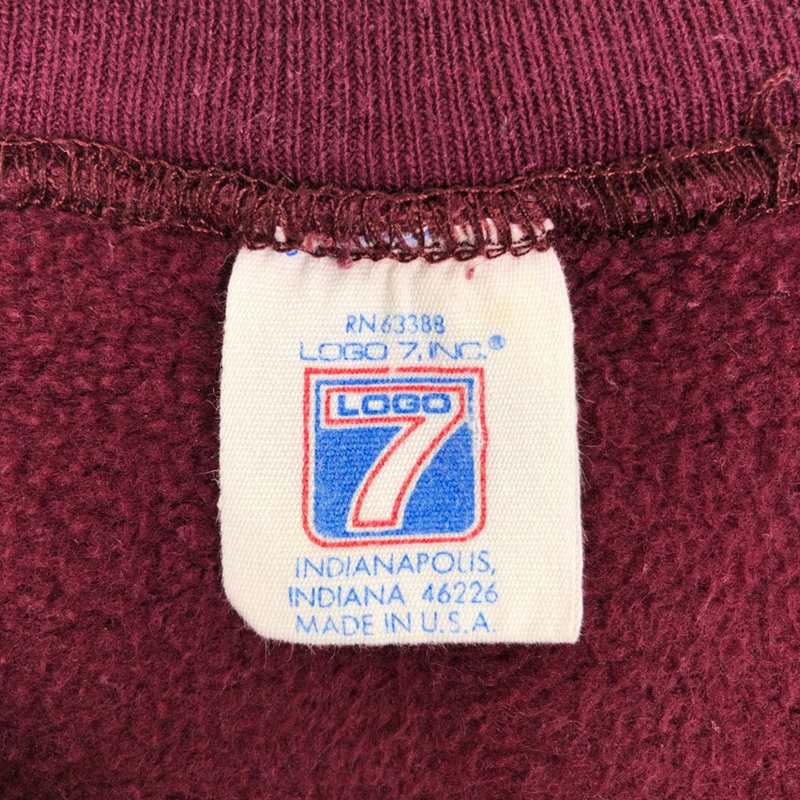 RN 63388
LOGO 7, INC.®
LOGO
7
INDIANAPOLIS,
INDIANA 46226
MADE IN U.S.A.